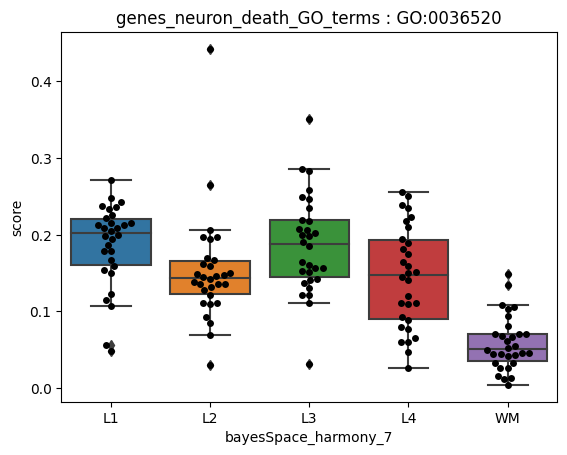 genes_neuron_death_GO_terms : GO:0036520
score
0.4
0.3
0.2
0.1
0.0
L1 L2 L3 L4 WM
bayesSpace_harmony_7